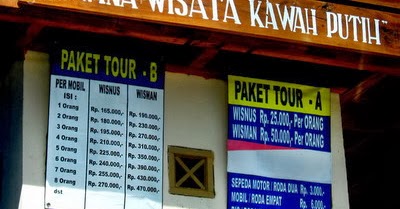 WISATA KAWAH PUTIH
PAKET TOUR - B
PER MOBIL WISNUS WISMAN
ISI :
1 Orang Rp. 165.000,- Rp. 190.000,-
2 Orang Rp. 180.000,- Rp. 230.000,-
3 Orang Rp. 195.000,- Rp. 270.000,-
4 Orang Rp. 210.000,- Rp. 310.000,-
5 Orang Rp. 225.000,- Rp. 350.000,-
6 Orang Rp. 240.000,- Rp. 390.000,-
7 Orang Rp. 255.000,- Rp. 430.000,-
8 Orang Rp. 270.000,- Rp. 470.000,-
dst
PAKET TOUR - A
WISNUS Rp. 25.000,- Per ORANG
WISMAN Rp. 50.000,- Per ORANG
SEPEDA MOTOR / RODA DUA Rp. 3.000,-
MOBIL / RODA EMPAT Rp. 6.000,-